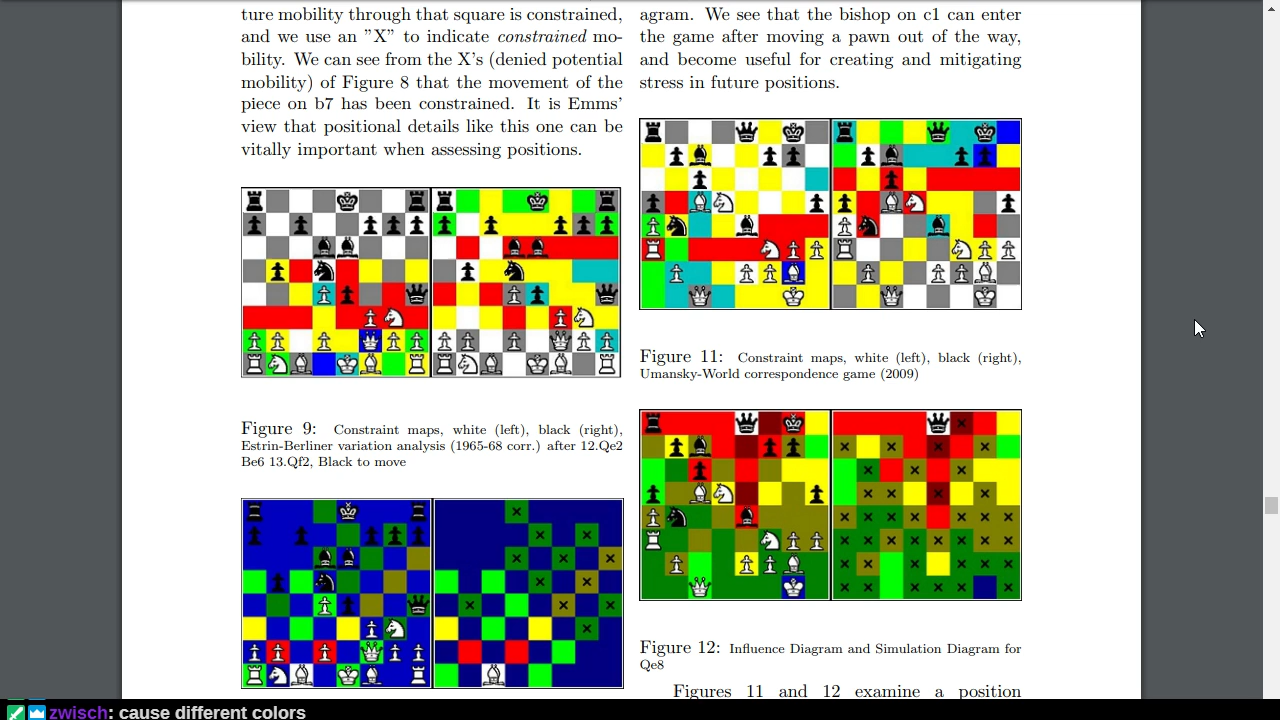 ture mobility through that square is constrained,
and we use an ”X” to indicate constrained mo-
bility. We can see from the X’s (denied potential
mobility) of Figure 8 that the movement of the
piece on b7 has been constrained. It is Emms’
view that positional details like this one can be
vitally important when assessing positions.
Figure 9: Constraint maps, white (left), black (right),
Estrin-Berliner variation analysis (1965-68 corr.) after 12.Qe2
Be6 13.Qf2, Black to move
agram. We see that the bishop on c1 can enter
the game after moving a pawn out of the way,
and become useful for creating and mitigating
stress in future positions.
Figure 11: Constraint maps, white (left), black (right),
Umansky-World correspondence game (2009)
Figure 12: Influence Diagram and Simulation Diagram for
Qe8
Figures 11 and 12 examine a position
zwisch: cause different colors